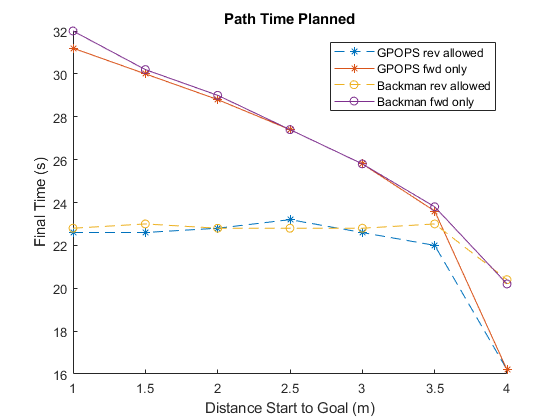 Path Time Planned
GPOPS rev allowed
GPOPS fwd only
Backman rev allowed
Backman fwd only
Final Time (s)
32
30
28
26
24
22
20
18
16
1
1.5
2
2.5
3
3.5
4
Distance Start to Goal (m)